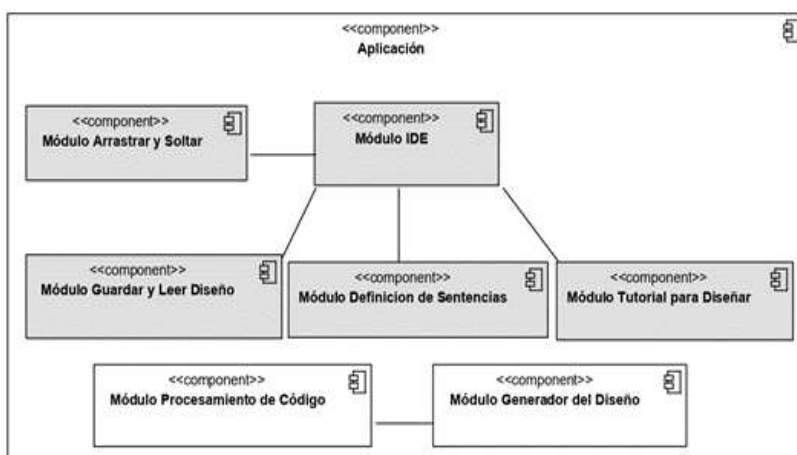 <<component>>
Aplicación
<<component>>
Módulo Arrastrar y Soltar
<<component>>
Módulo IDE
<<component>>
Módulo Guardar y Leer Diseño
<<component>>
Módulo Definicion de Sentencias
<<component>>
Módulo Tutorial para Diseñar
<<component>>
Módulo Procesamiento de Código
<<component>>
Módulo Generador del Diseño